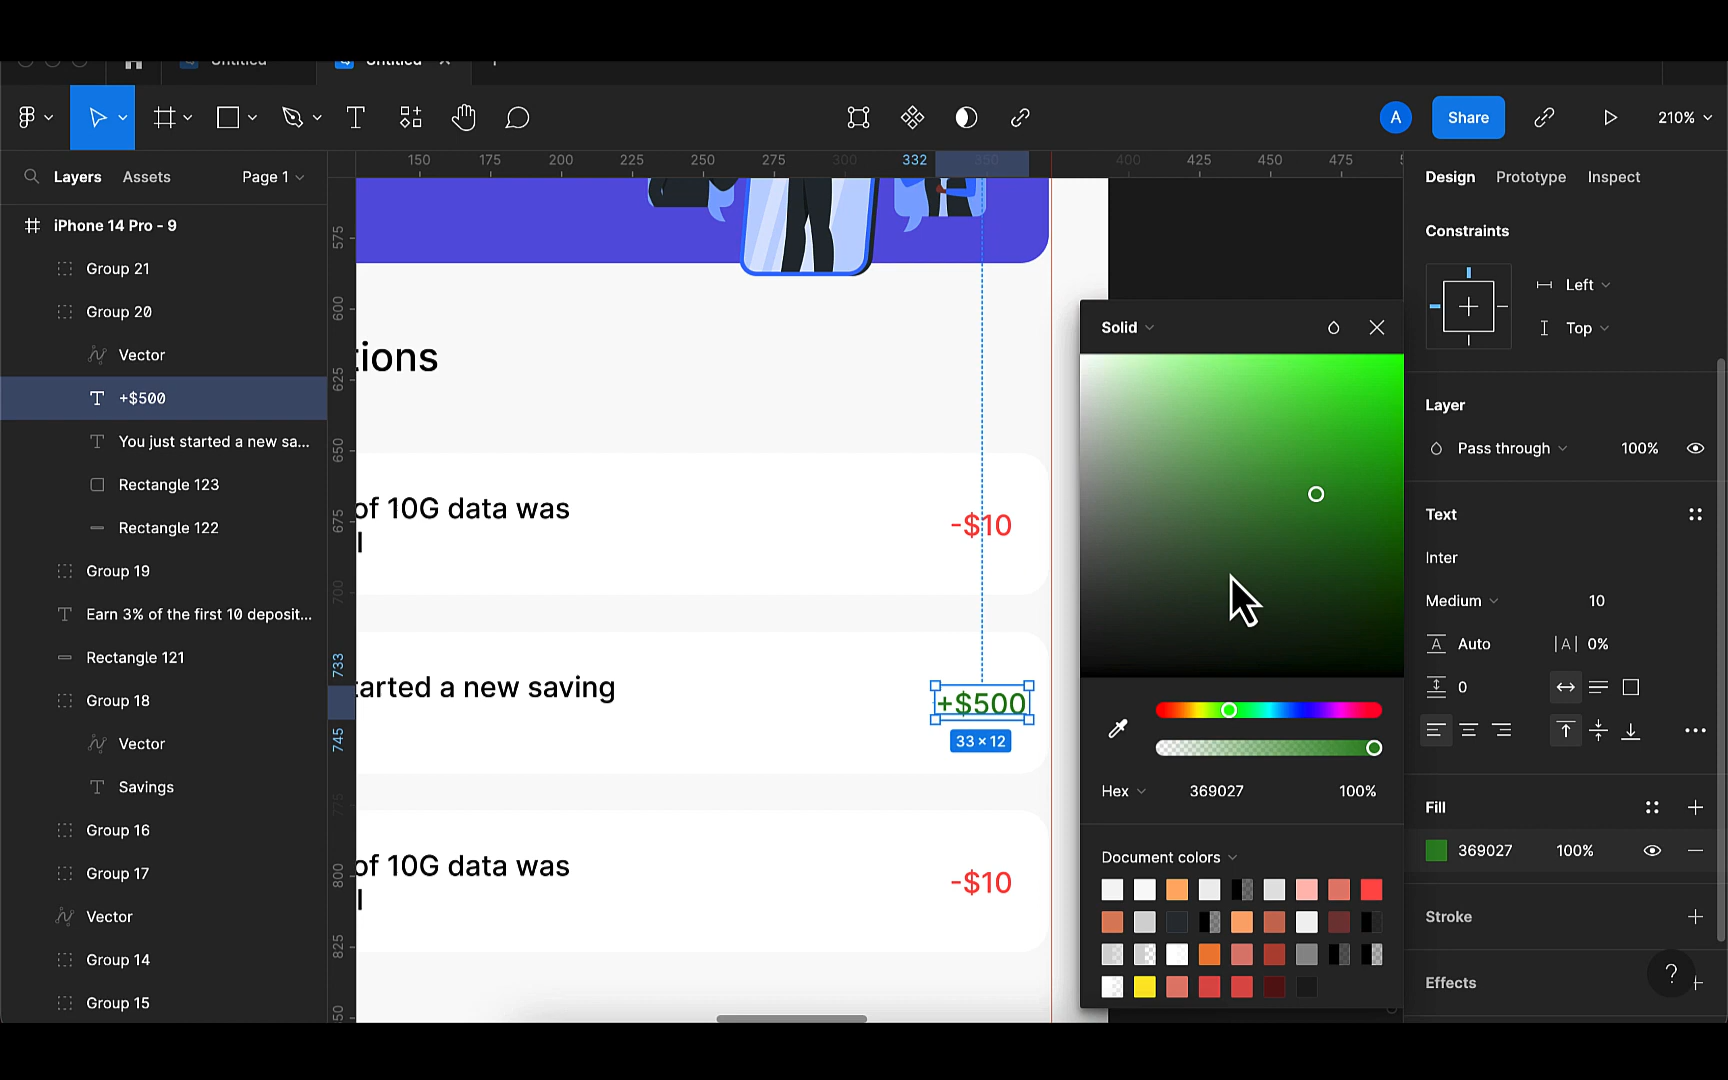 Untitled
Untitled
A
Share
210%
Layers
Assets
Page 1
150
175
200
225
250
275
300
332
350
400
425
450
475
Design
Prototype
Inspect
iPhone 14 Pro - 9
Group 21
Group 20
Vector
+$500
You just started a new sa...
Rectangle 123
Rectangle 122
Group 19
Earn 3% of the first 10 deposit...
Rectangle 121
Group 18
Vector
Savings
Group 16
Group 17
Vector
Group 14
Group 15
575
600
625
650
675
700
733
745
775
800
825
tions
of 10G data was
l
-$10
tarted a new saving
+$500
33 × 12
of 10G data was
l
-$10
Solid
Hex
369027
100%
Document colors
Constraints
Left
Top
Layer
Pass through
100%
Text
Inter
Medium
10
A
Auto
|A|
0%
0
Fill
369027
100%
Stroke
Effects
?